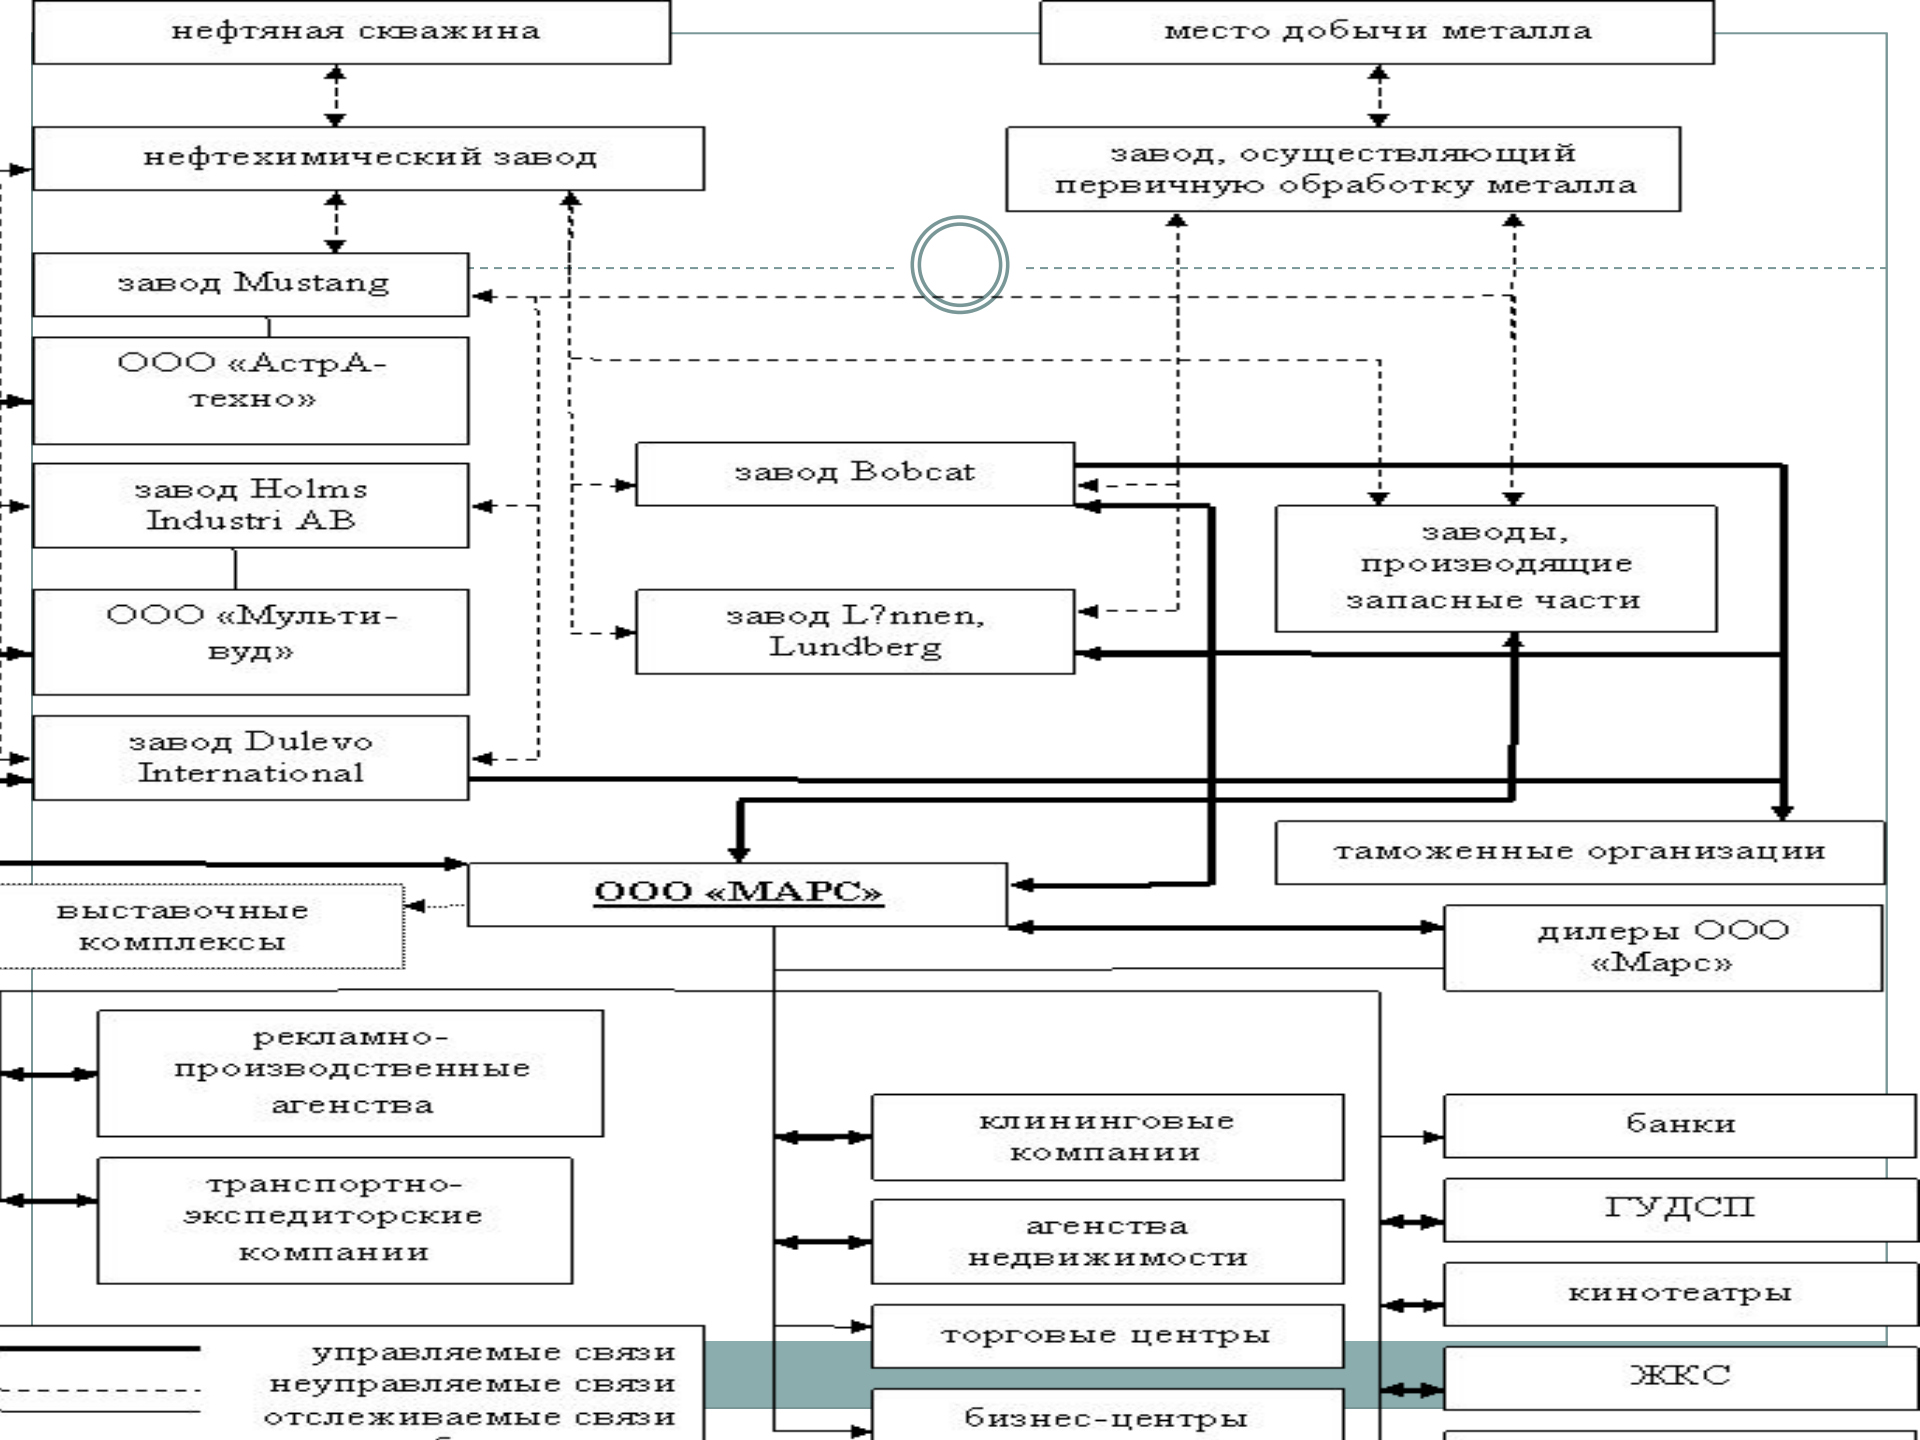 нефтяная скважина
место добычи металла
нефтехимический завод
завод, осуществляющий
первичную обработку металла
завод Mustang
ООО «АстрА-
техно»
завод Holms
Industri AB
ООО «Мульти-
вуд»
завод Dulevo
International
завод Bobcat
завод L?nnen,
Lundberg
заводы,
производящие
запасные части
таможенные организации
ООО «МАРС»
выставочные
комплексы
дилеры ООО
«Марс»
рекламно-
производственные
агенства
транспортно-
экспедиторские
компании
клининговые
компании
агенства
недвижимости
торговые центры
бизнес-центры
банки
ГУДСП
кинотеатры
ЖКС
управляемые связи
неуправляемые связи
отслеживаемые связи